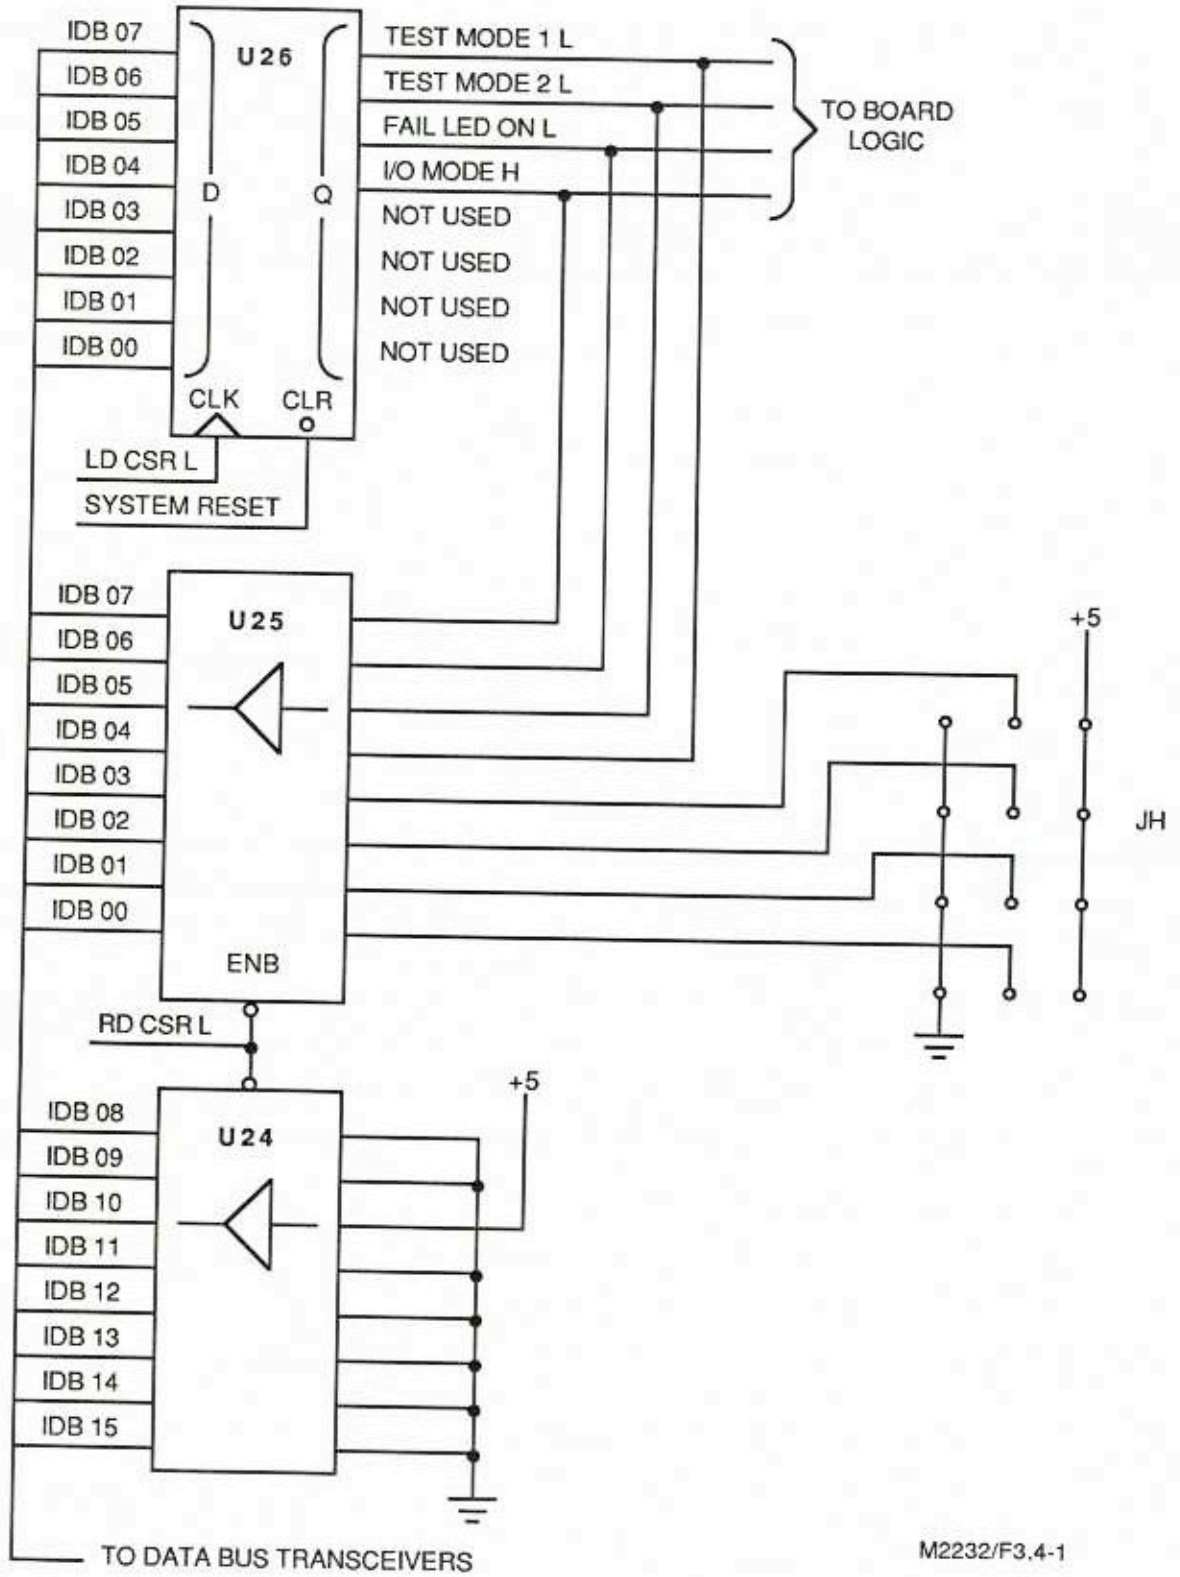 IDB 07
IDB 06
IDB 05
IDB 04
IDB 03
IDB 02
IDB 01
IDB 00
U26
D
Q
CLK
CLR
TEST MODE 1 L
TEST MODE 2 L
FAIL LED ON L
I/O MODE H
NOT USED
NOT USED
NOT USED
NOT USED
TO BOARD
LOGIC
LD CSR L
SYSTEM RESET
IDB 07
IDB 06
IDB 05
IDB 04
IDB 03
IDB 02
IDB 01
IDB 00
U25
ENB
+5
JH
RD CSR L
IDB 08
IDB 09
IDB 10
IDB 11
IDB 12
IDB 13
IDB 14
IDB 15
U24
+5
TO DATA BUS TRANSCEIVERS
M2232/F3.4-1